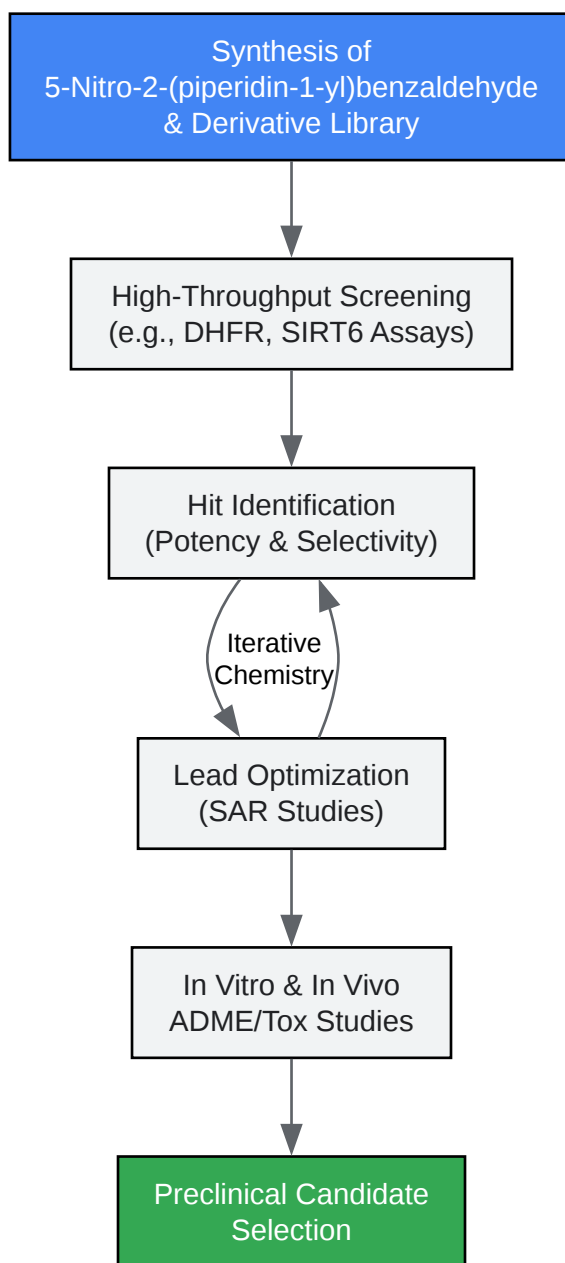 Synthesis of
5-Nitro-2-(piperidin-1-yl)benzaldehyde
& Derivative Library
High-Throughput Screening
(e.g., DHFR, SIRT6 Assays)
Hit Identification
(Potency & Selectivity)
Iterative
Chemistry
Lead Optimization
(SAR Studies)
In Vitro & In Vivo
ADME/Tox Studies
Preclinical Candidate
Selection